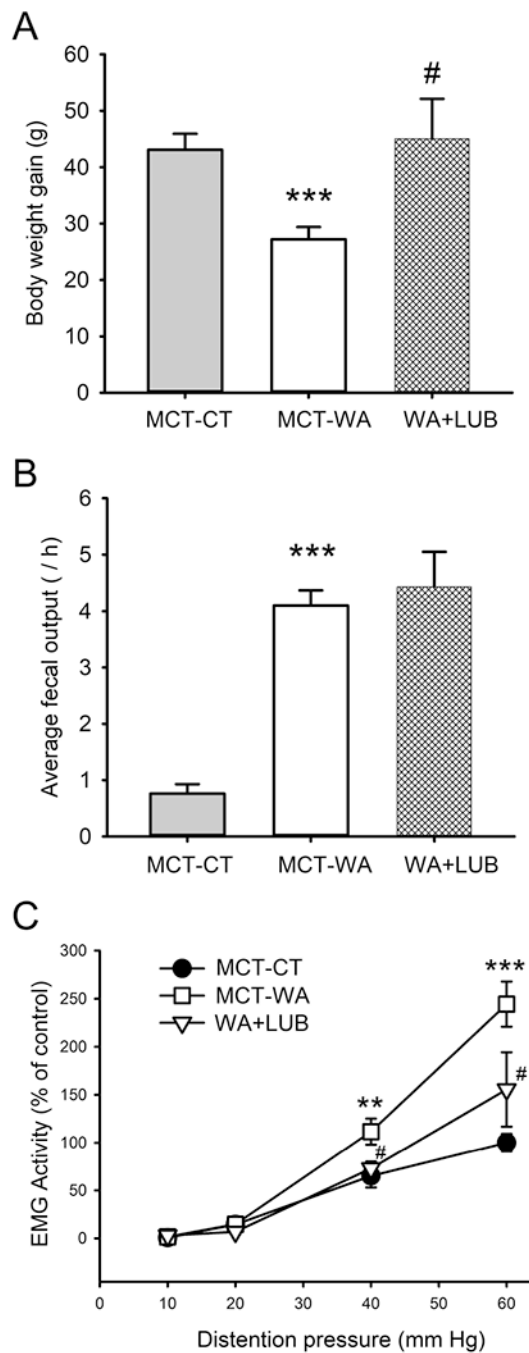 A
Body weight gain (g)
60
50
40
30
20
10
0
***
#
MCT-CT MCT-WA WA+LUB
B
Average fecal output ( / h)
6
5
4
3
2
1
0
***
MCT-CT MCT-WA WA+LUB
C
EMG Activity (% of control)
300
250
200
150
100
50
0
MCT-CT
MCT-WA
WA+LUB
**
#
***
#
0 10 20 40 60
Distention pressure (mm Hg)